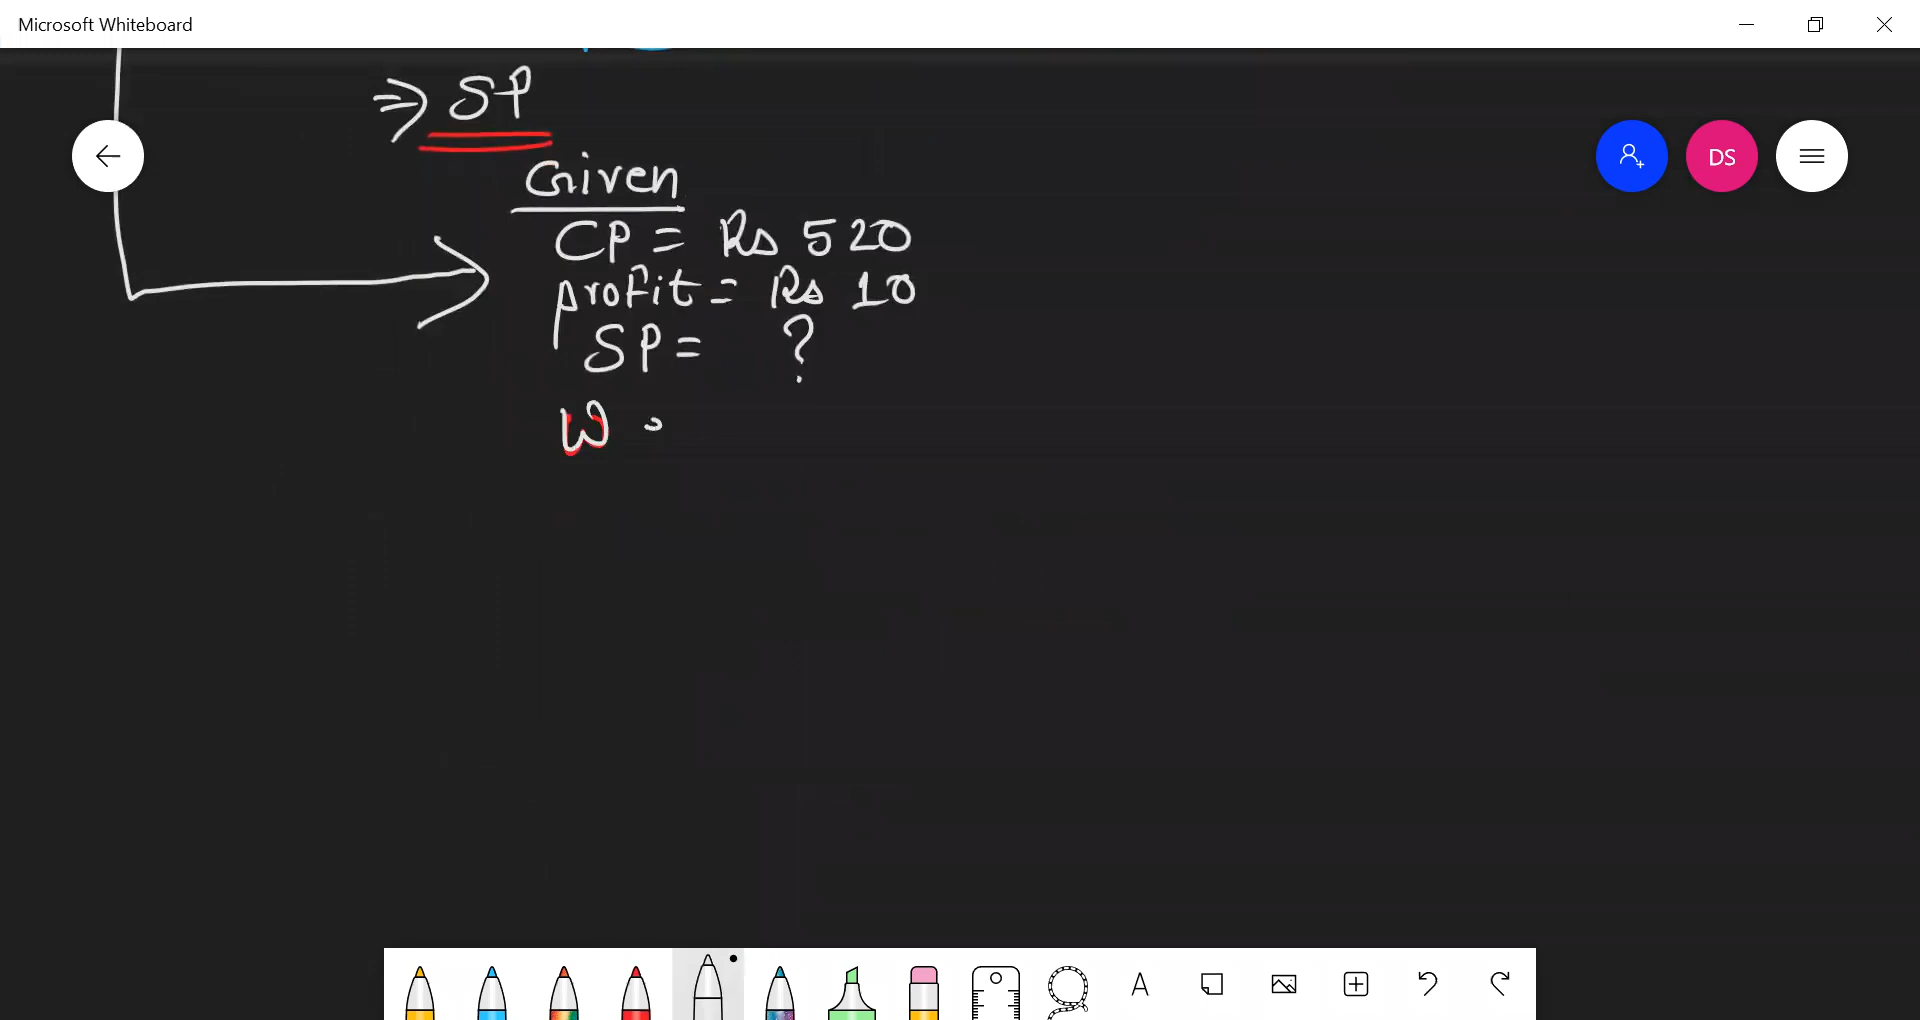 Microsoft Whiteboard
⇒ SP
DS
Given
CP = Rs 520
profit = Rs 10
SP = ?
W